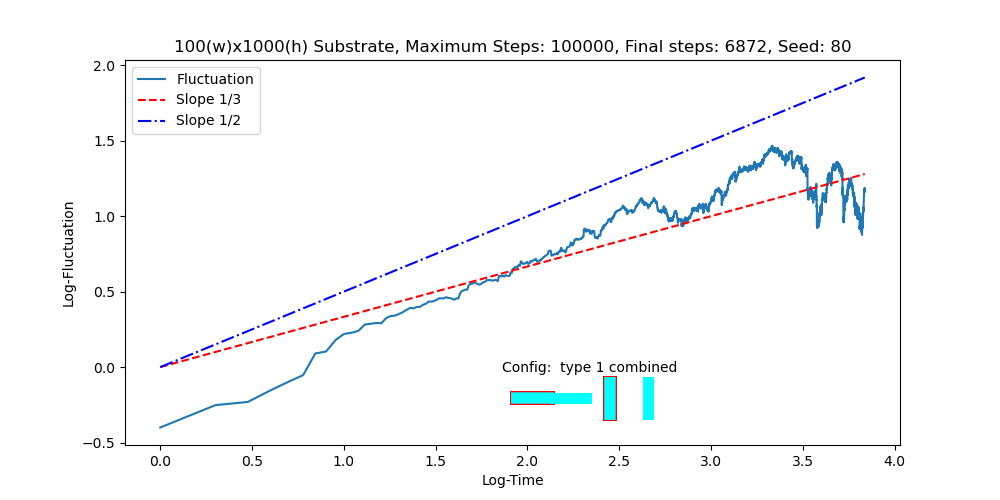 100(w)x1000(h) Substrate, Maximum Steps: 100000, Final steps: 6872, Seed: 80
Fluctuation
Slope 1/3
Slope 1/2
Log-Fluctuation
2.0
1.5
1.0
0.5
0.0
−0.5
Config:  type 1 combined
0.0 0.5 1.0 1.5 2.0 2.5 3.0 3.5 4.0
Log-Time